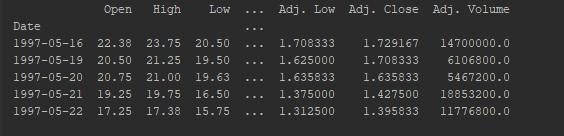 Open High Low ... Adj. Low Adj. Close Adj. Volume
Date ...
1997-05-16 22.38 23.75 20.50 ... 1.708333 1.729167 14700000.0
1997-05-19 20.50 21.25 19.50 ... 1.625000 1.708333 6106800.0
1997-05-20 20.75 21.00 19.63 ... 1.635833 1.635833 5467200.0
1997-05-21 19.25 19.75 16.50 ... 1.375000 1.427500 18853200.0
1997-05-22 17.25 17.38 15.75 ... 1.312500 1.395833 11776800.0